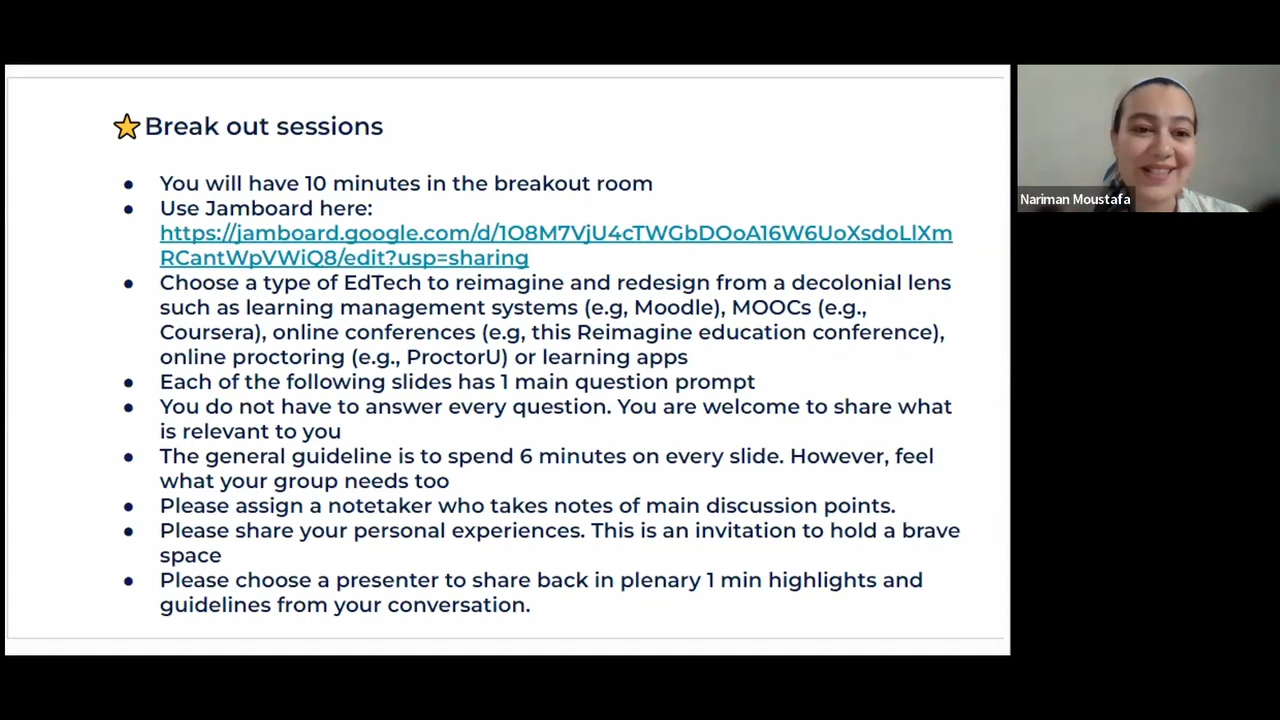 Break out sessions
● You will have 10 minutes in the breakout room
● Use Jamboard here:
https://jamboard.google.com/d/1O8M7VjU4cTWGbDOoA16W6UoXsdoLlXm
RCantWpVWiQ8/edit?usp=sharing
● Choose a type of EdTech to reimagine and redesign from a decolonial lens
such as learning management systems (e.g, Moodle), MOOCs (e.g.,
Coursera), online conferences (e.g, this Reimagine education conference),
online proctoring (e.g., ProctorU) or learning apps
● Each of the following slides has 1 main question prompt
● You do not have to answer every question. You are welcome to share what
is relevant to you
● The general guideline is to spend 6 minutes on every slide. However, feel
what your group needs too
● Please assign a notetaker who takes notes of main discussion points.
● Please share your personal experiences. This is an invitation to hold a brave
space
● Please choose a presenter to share back in plenary 1 min highlights and
guidelines from your conversation.
Nariman Moustafa